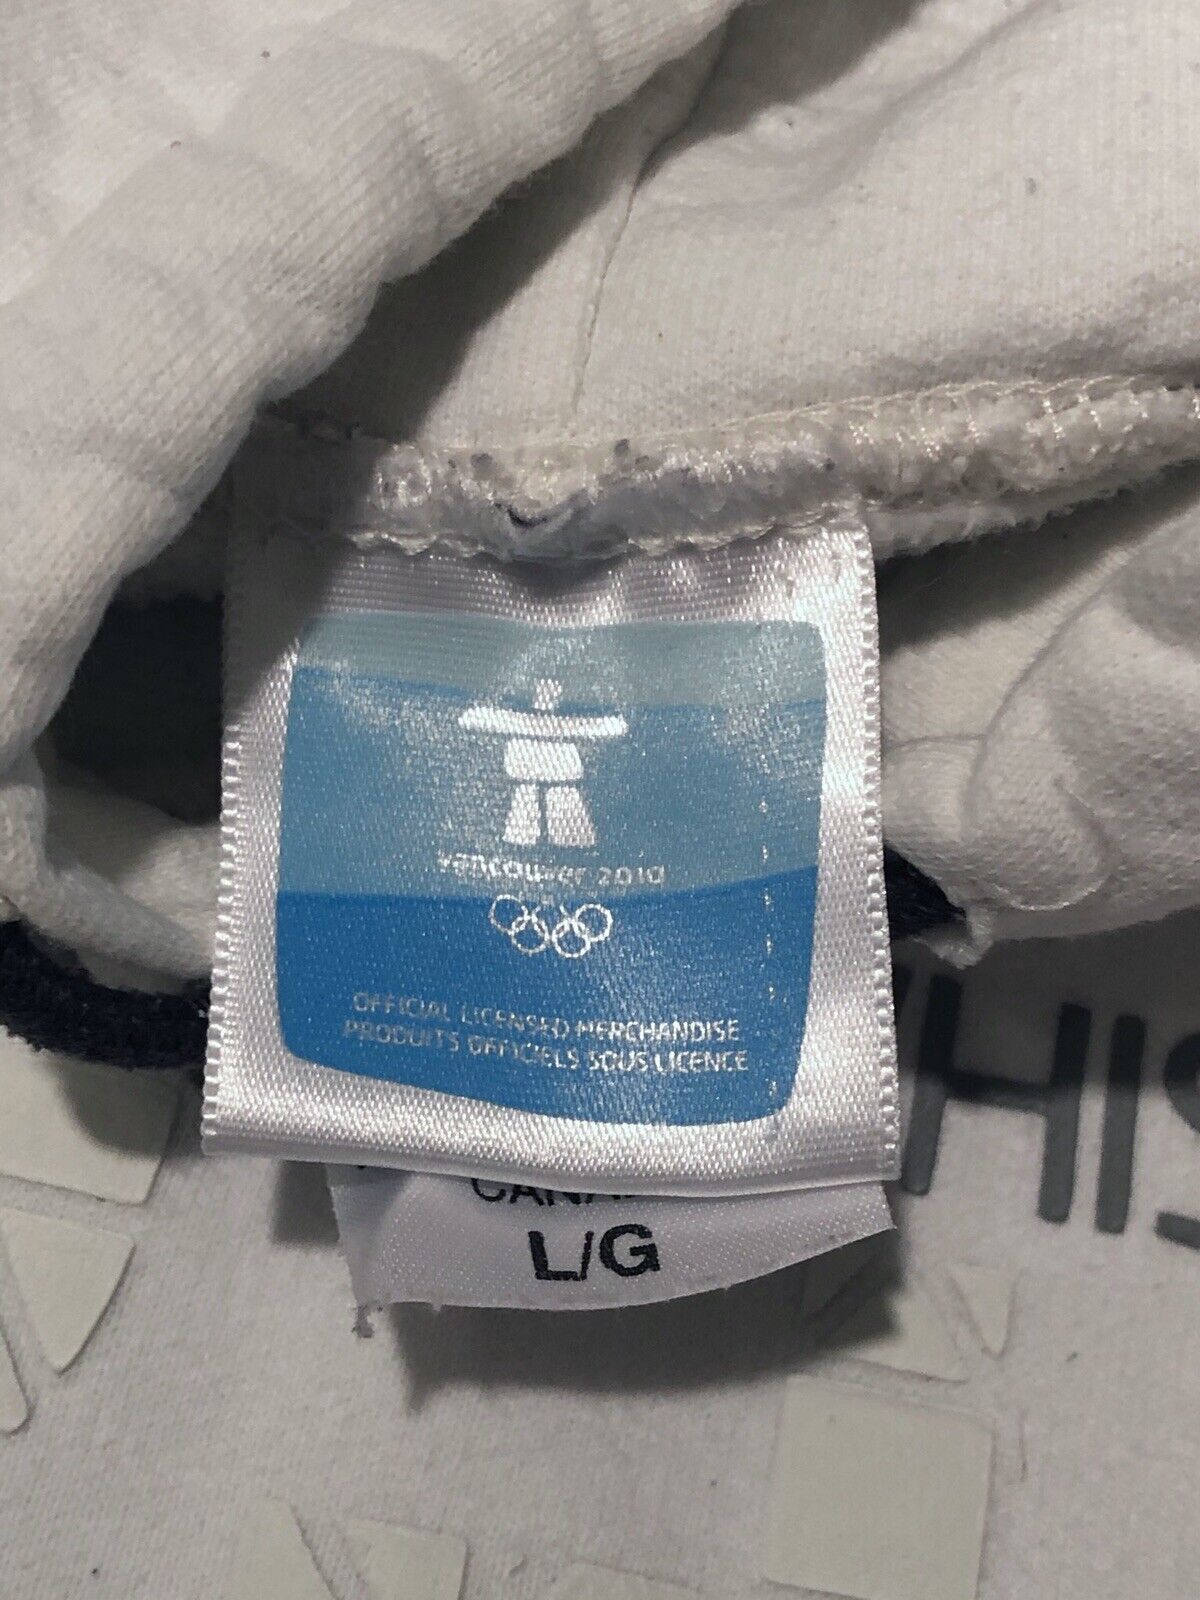 vancouver 2010
OFFICIAL LICENSED MERCHANDISE
PRODUITS OFFICIELS SOUS LICENCE
L/G